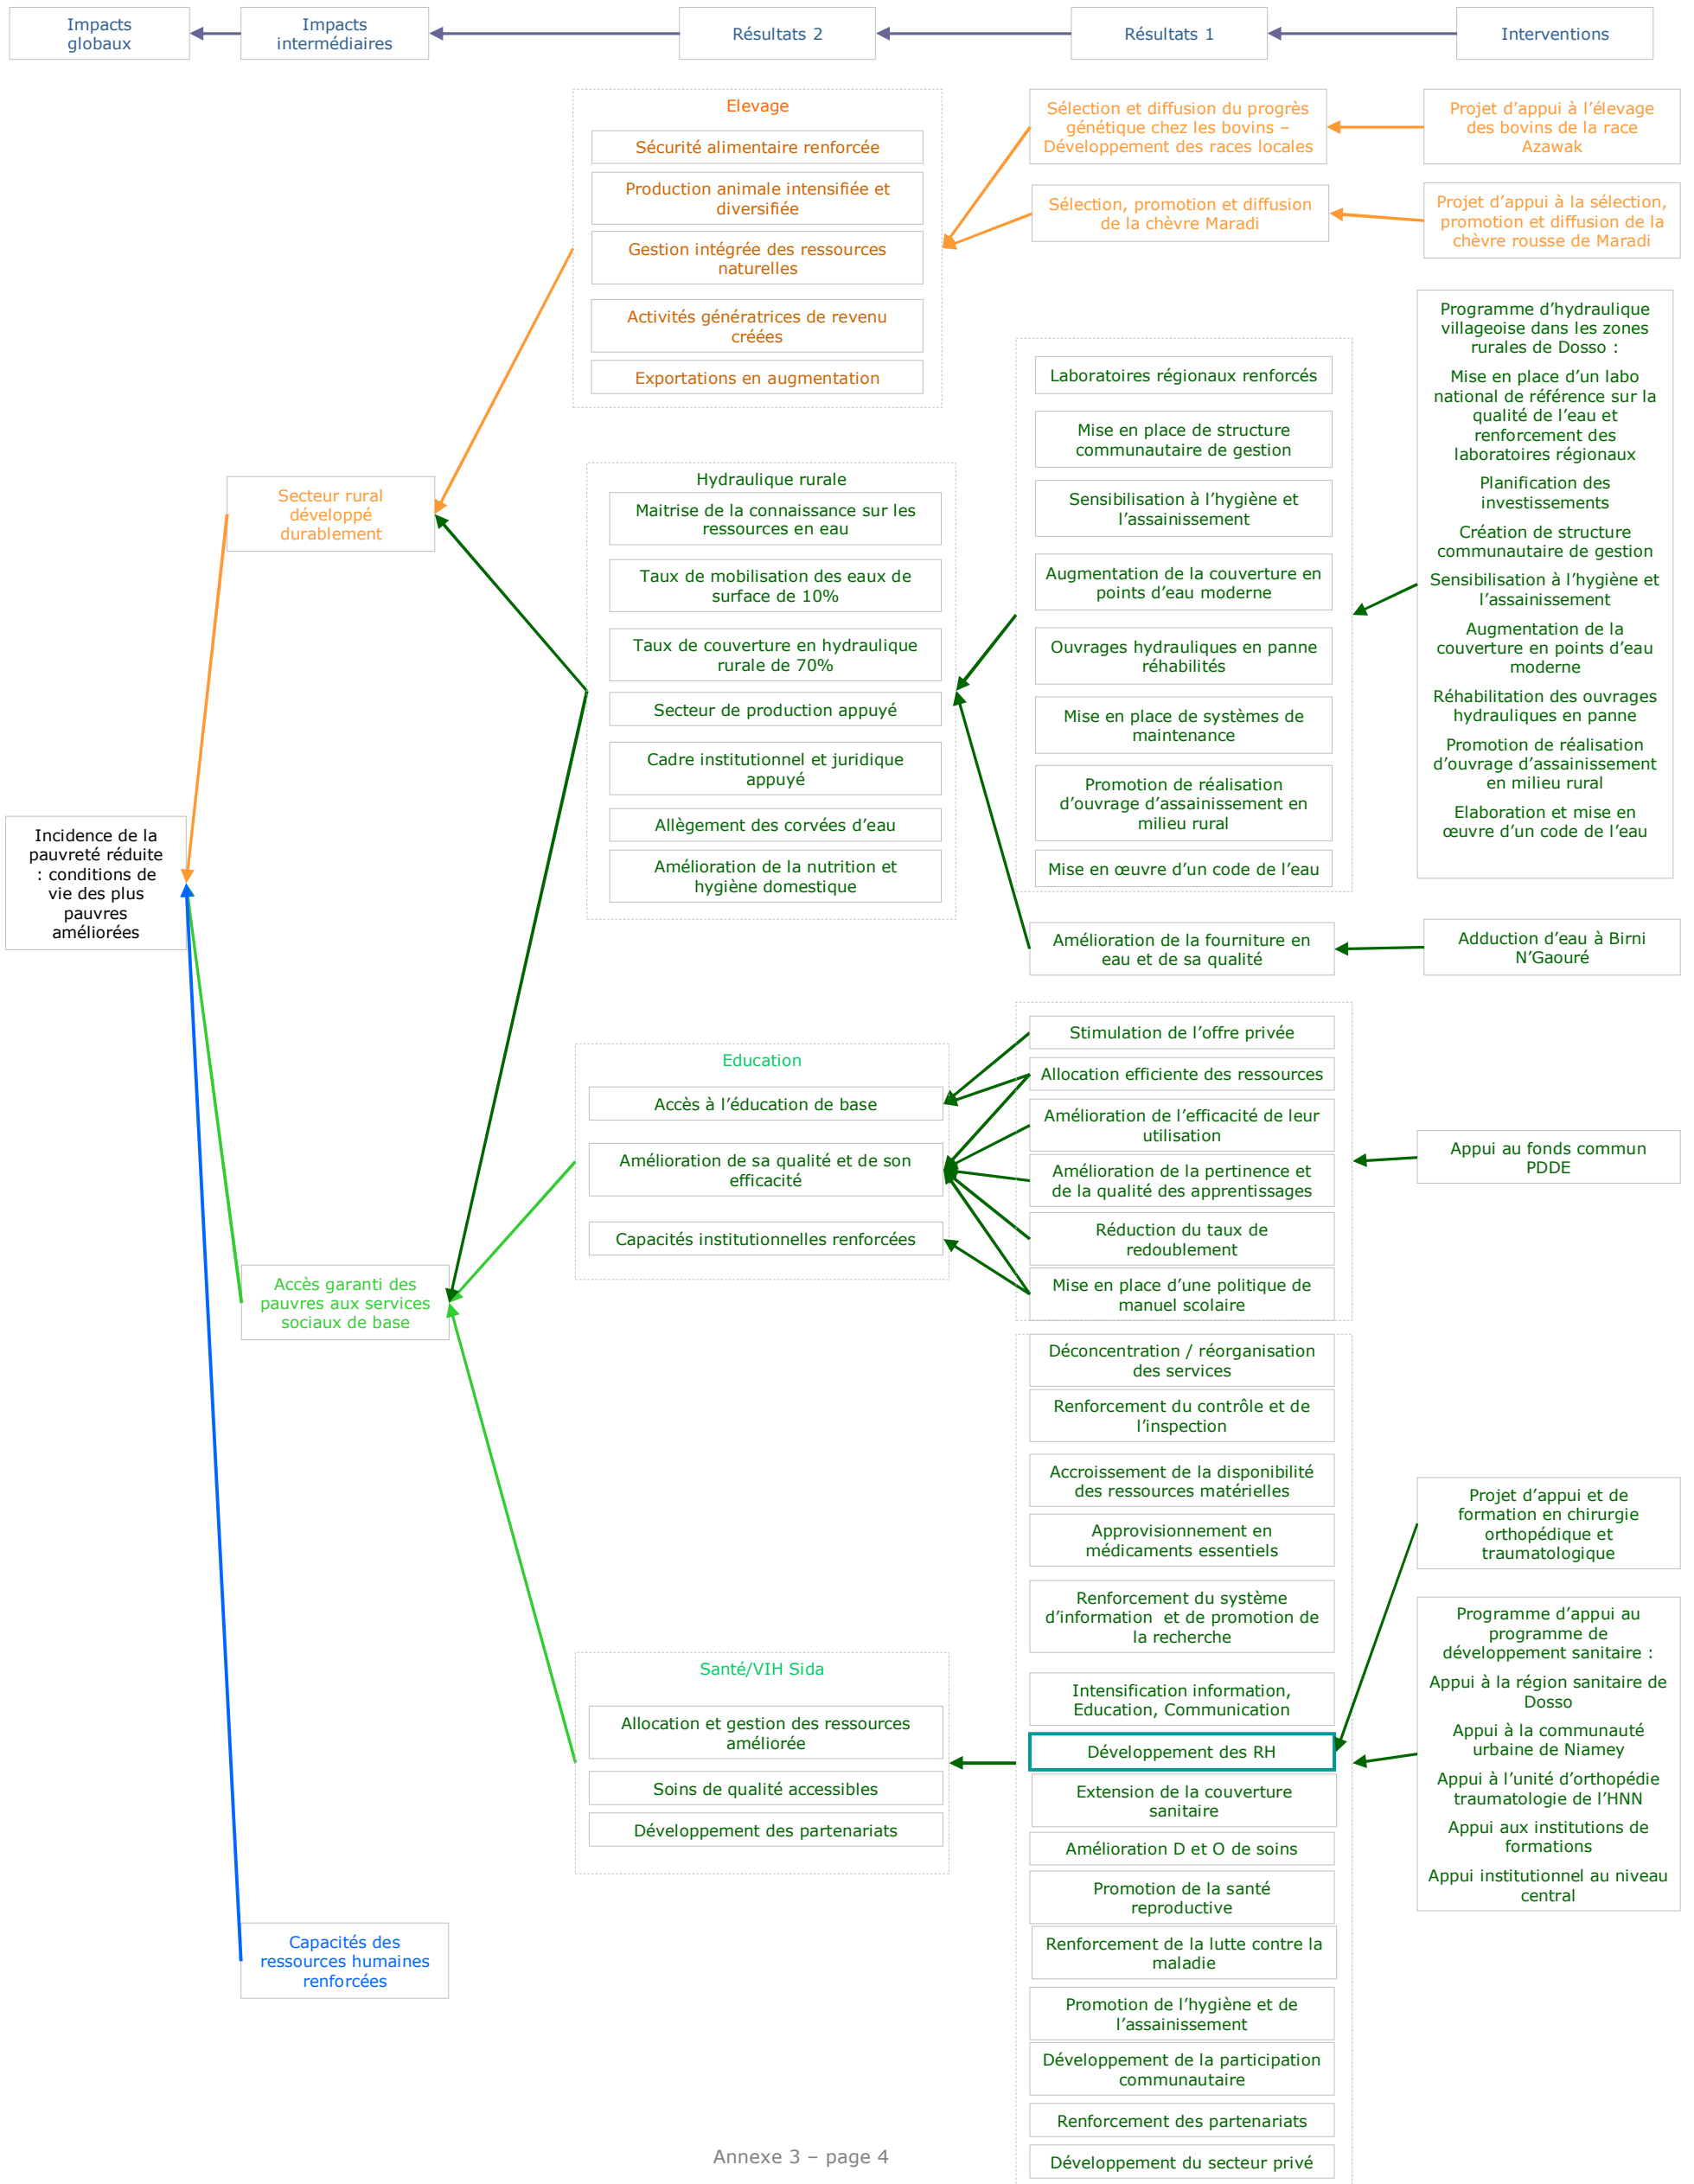 Impacts
globaux
Impacts
intermédiaires
Résultats 2
Résultats 1
Interventions
Elevage
Sécurité alimentaire renforcée
Production animale intensifiée et
diversifiée
Gestion intégrée des ressources
naturelles
Activités génératrices de revenu
créées
Exportations en augmentation
Sélection et diffusion du progrès
génétique chez les bovins –
Développement des races locales
Sélection, promotion et diffusion
de la chèvre Maradi
Projet d’appui à l’élevage
des bovins de la race
Azawak
Projet d’appui à la sélection,
promotion et diffusion de la
chèvre rousse de Maradi
Secteur rural
développé
durablement
Hydraulique rurale
Maitrise de la connaissance sur les
ressources en eau
Taux de mobilisation des eaux de
surface de 10%
Taux de couverture en hydraulique
rurale de 70%
Secteur de production appuyé
Cadre institutionnel et juridique
appuyé
Allègement des corvées d’eau
Amélioration de la nutrition et
hygiène domestique
Laboratoires régionaux renforcés
Mise en place de structure
communautaire de gestion
Sensibilisation à l’hygiène et
l’assainissement
Augmentation de la couverture en
points d’eau moderne
Ouvrages hydrauliques en panne
réhabilités
Mise en place de systèmes de
maintenance
Promotion de réalisation
d’ouvrage d’assainissement en
milieu rural
Mise en œuvre d’un code de l’eau
Amélioration de la fourniture en
eau et de sa qualité
Programme d’hydraulique
villageoise dans les zones
rurales de Dosso :
Mise en place d’un labo
national de référence sur la
qualité de l’eau et
renforcement des
laboratoires régionaux
Planification des
investissements
Création de structure
communautaire de gestion
Sensibilisation à l’hygiène et
l’assainissement
Augmentation de la
couverture en points d’eau
moderne
Réhabilitation des ouvrages
hydrauliques en panne
Promotion de réalisation
d’ouvrage d’assainissement
en milieu rural
Elaboration et mise en
œuvre d’un code de l’eau
Adduction d’eau à Birni
N’Gaouré
Incidence de la
pauvreté réduite
: conditions de
vie des plus
pauvres
améliorées
Accès garanti des
pauvres aux services
sociaux de base
Education
Accès à l’éducation de base
Amélioration de sa qualité et de son
efficacité
Capacités institutionnelles renforcées
Stimulation de l’offre privée
Allocation efficiente des ressources
Amélioration de l’efficacité de leur
utilisation
Amélioration de la pertinence et
de la qualité des apprentissages
Réduction du taux de
redoublement
Mise en place d’une politique de
manuel scolaire
Appui au fonds commun
PDDE
Santé/VIH Sida
Allocation et gestion des ressources
améliorée
Soins de qualité accessibles
Développement des partenariats
Déconcentration / réorganisation
des services
Renforcement du contrôle et de
l’inspection
Accroissement de la disponibilité
des ressources matérielles
Approvisionnement en
médicaments essentiels
Renforcement du système
d’information et de promotion de
la recherche
Intensification information,
Education, Communication
Développement des RH
Extension de la couverture
sanitaire
Amélioration D et O de soins
Promotion de la santé
reproductive
Renforcement de la lutte contre la
maladie
Promotion de l’hygiène et de
l’assainissement
Développement de la participation
communautaire
Renforcement des partenariats
Développement du secteur privé
Projet d’appui et de
formation en chirurgie
orthopédique et
traumatologique
Programme d’appui au
programme de
développement sanitaire :
Appui à la région sanitaire de
Dosso
Appui à la communauté
urbaine de Niamey
Appui à l’unité d’orthopédie
traumatologie de l’HNN
Appui aux institutions de
formations
Appui institutionnel au niveau
central
Capacités des
ressources humaines
renforcées
Annexe 3 – page 4